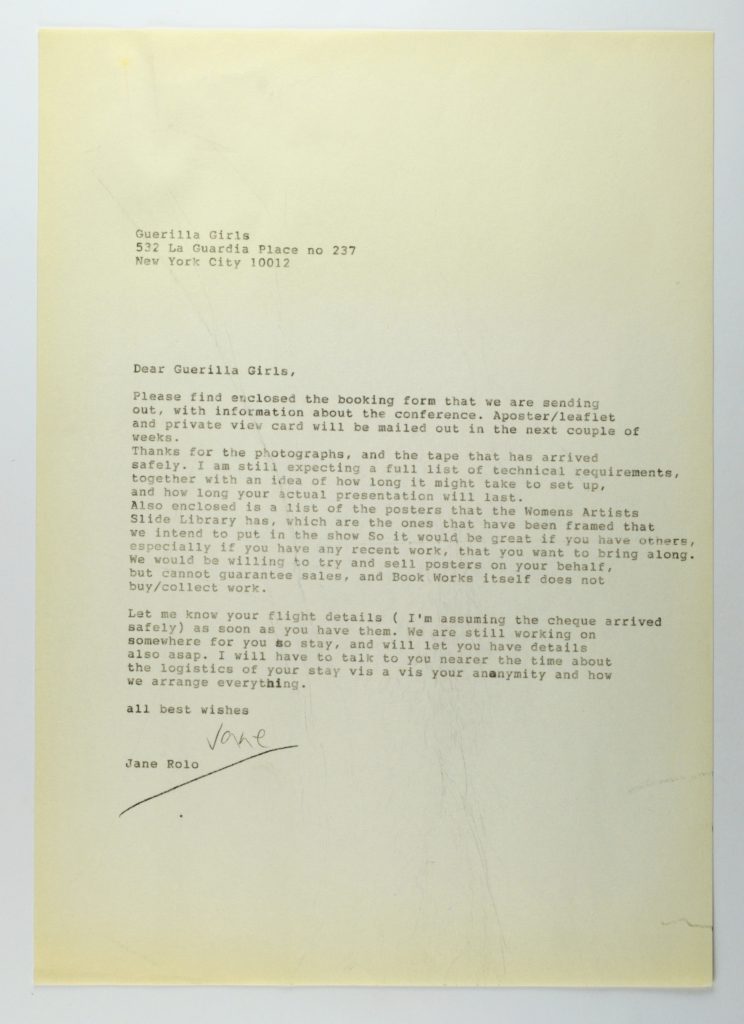 Guerilla Girls
532 La Guardia Place no 237
New York City 10012
Dear Guerilla Girls,
Please find enclosed the booking form that we are sending
out, with information about the conference. Aposter/leaflet
and private view card will be mailed out in the next couple of
weeks.
Thanks for the photographs, and the tape that has arrived
safely. I am still expecting a full list of technical requirements,
together with an idea of how long it might take to set up,
and how long your actual presentation will last.
Also enclosed is a list of the posters that the Womens Artists
Slide Library has, which are the ones that have been framed that
we intend to put in the show So it would be great if you have others,
especially if you have any recent work, that you want to bring along.
We would be willing to try and sell posters on your behalf,
but cannot guarantee sales, and Book Works itself does not
buy/collect work.
Let me know your flight details ( I'm assuming the cheque arrived
safely) as soon as you have them. We are still working on
somewhere for you so stay, and will let you have details
also asap. I will have to talk to you nearer the time about
the logistics of your stay vis a vis your ananymity and how
we arrange everything.
all best wishes
Jane
Jane Rolo